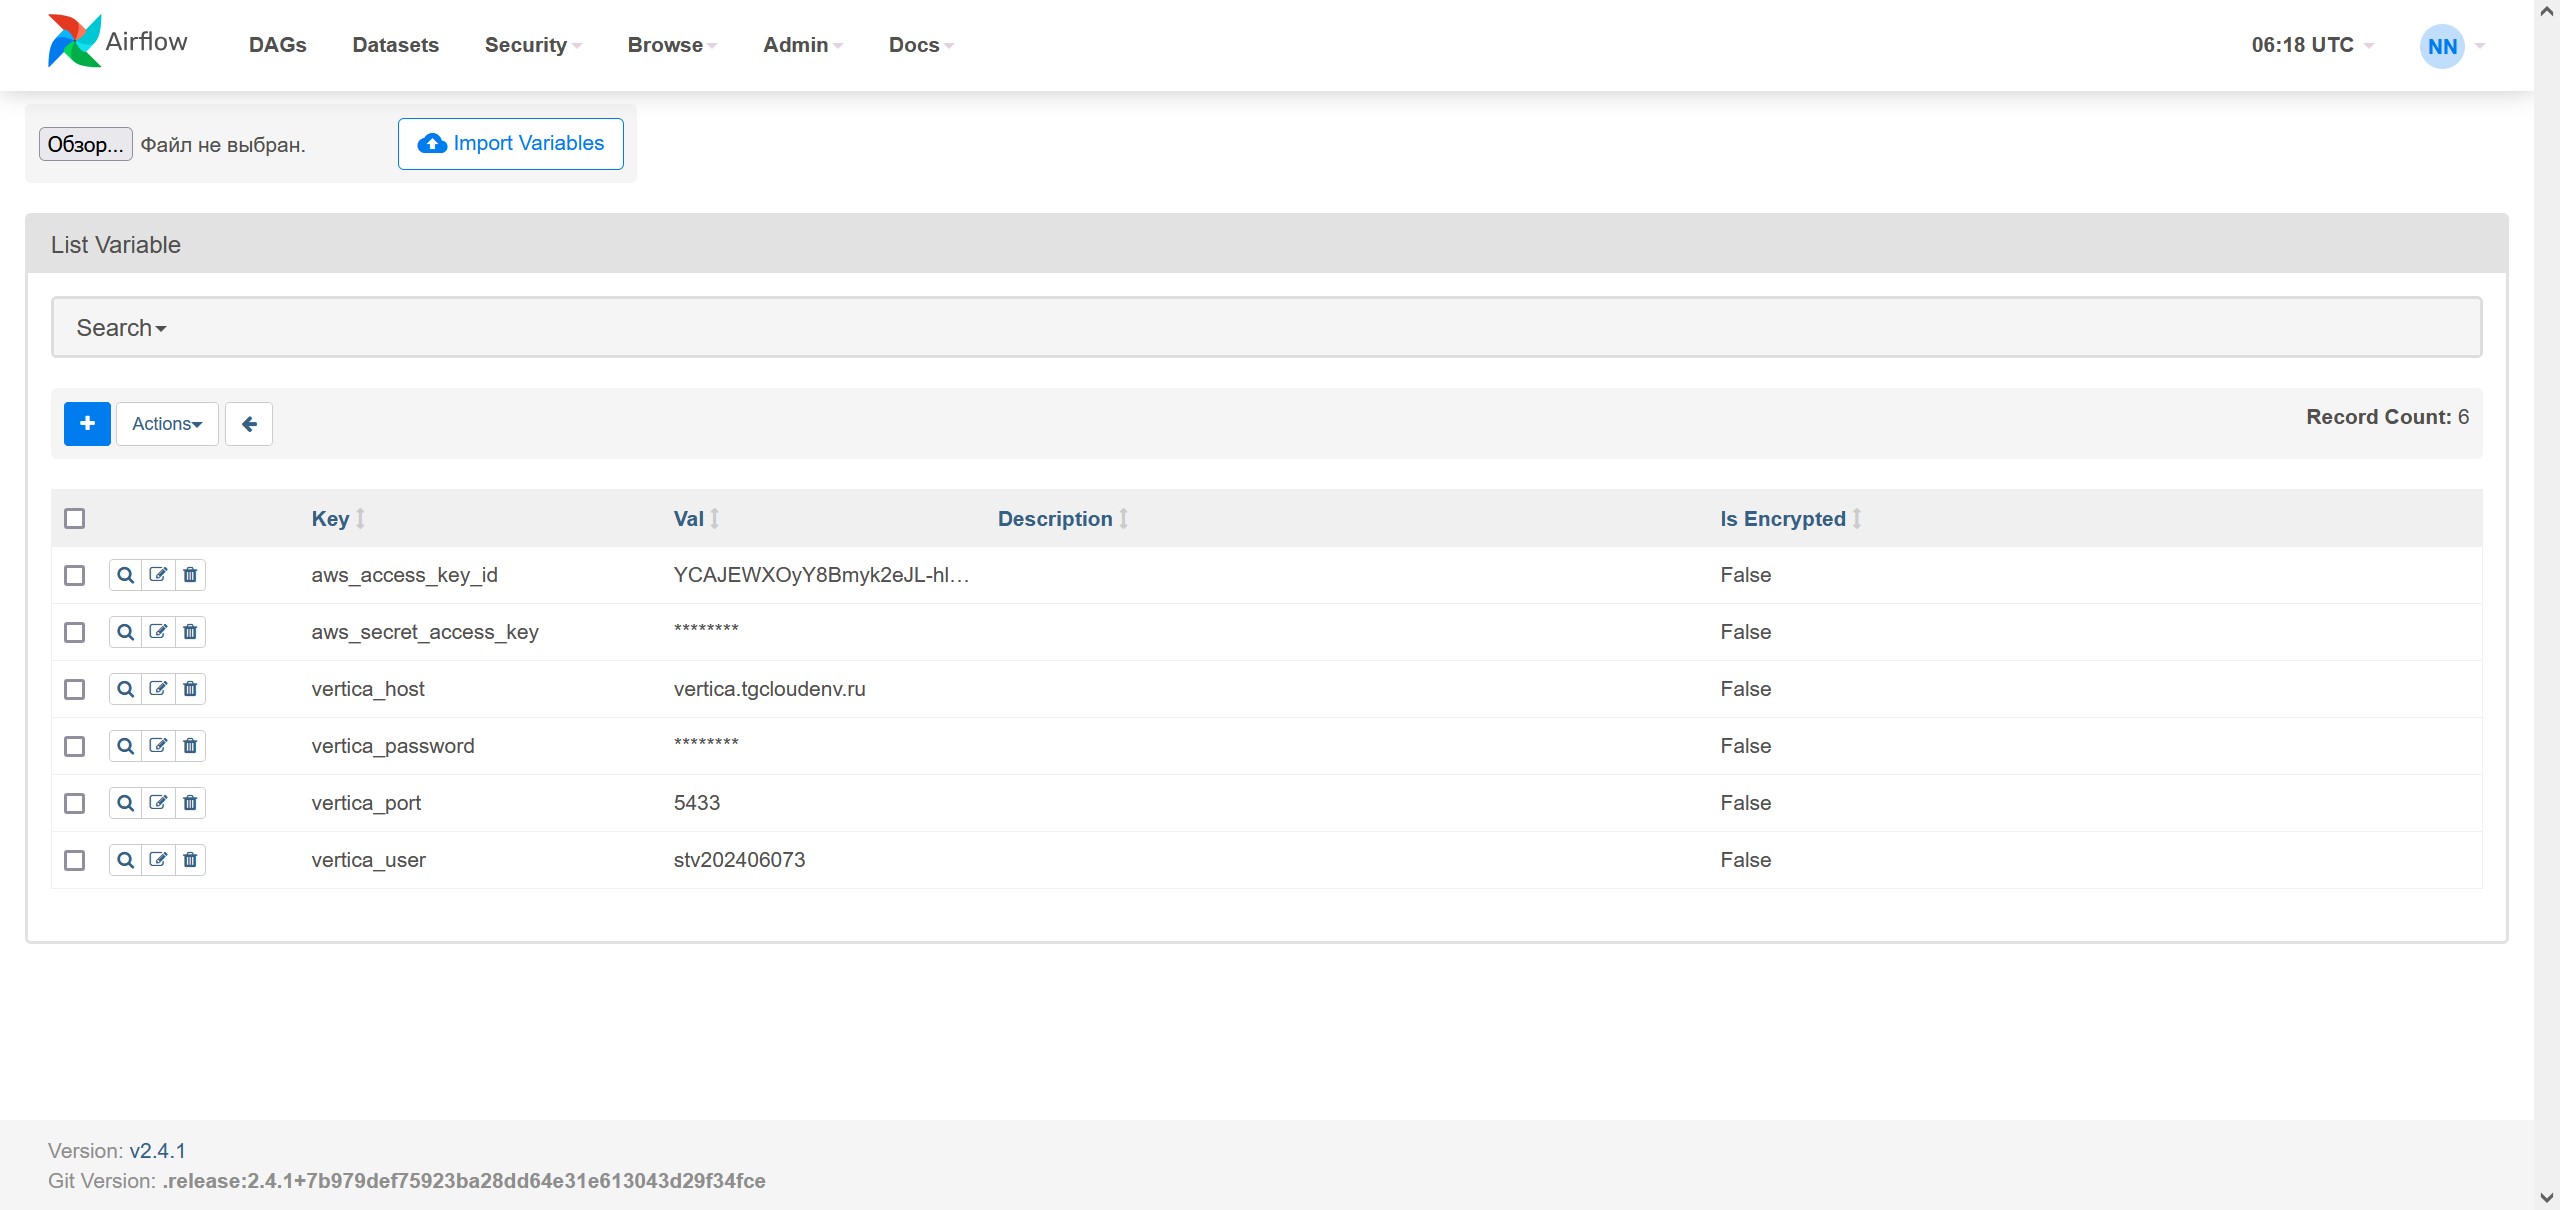 Airflow DAGs Datasets Security Browse Admin Docs 06:18 UTC NN
Обзор... Файл не выбран. Import Variables
List Variable
Search
+ Actions Record Count: 6
Key Val Description Is Encrypted
aws_access_key_id YCAJEWXOyY8Bmyk2eJL-hl... False
aws_secret_access_key ******** False
vertica_host vertica.tgcloudenv.ru False
vertica_password ******** False
vertica_port 5433 False
vertica_user stv202406073 False
Version: v2.4.1
Git Version: .release:2.4.1+7b979def75923ba28dd64e31e613043d29f34fce